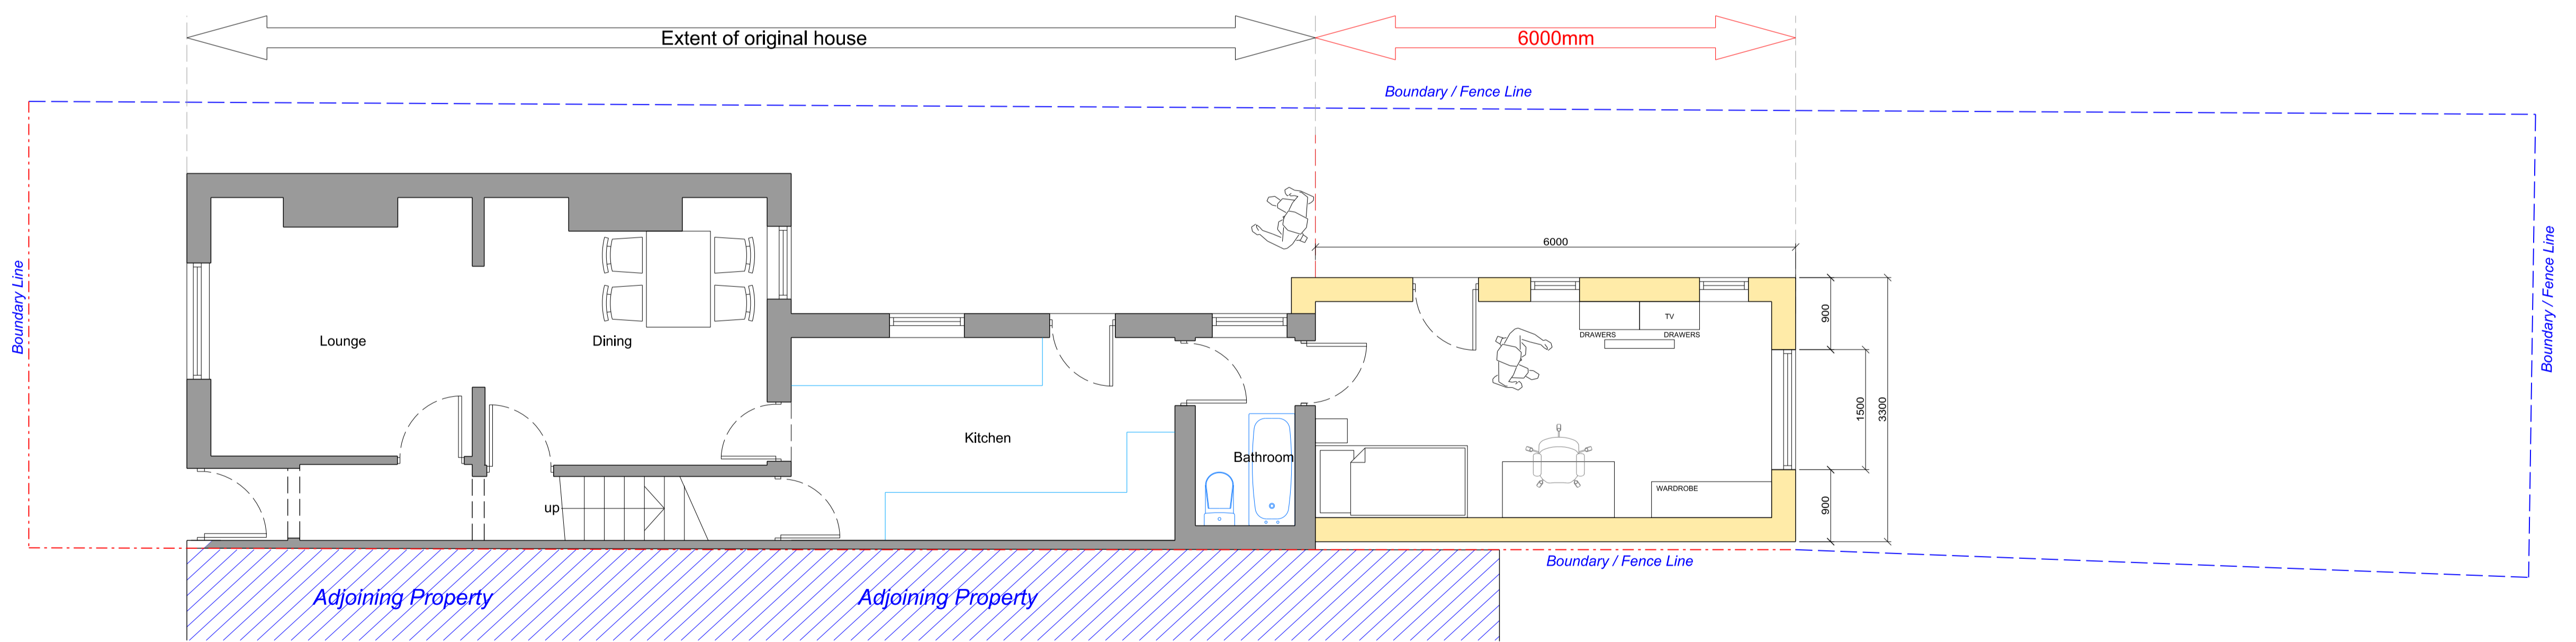 Extent of original house
6000mm
Boundary / Fence Line
6000
Boundary Line
Lounge
Dining
Kitchen
Bathroom
up
DRAWERS
TV
DRAWERS
WARDROBE
900
1500
3300
900
Boundary / Fence Line
Boundary / Fence Line
Adjoining Property
Adjoining Property